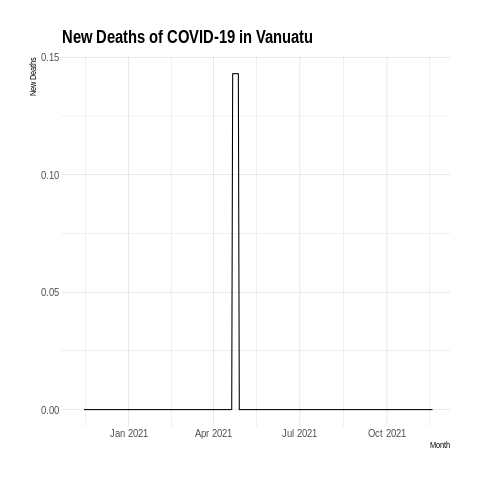 New Deaths of COVID-19 in Vanuatu
New Deaths
0.15
0.10
0.05
0.00
Jan 2021 Apr 2021 Jul 2021 Oct 2021
Month